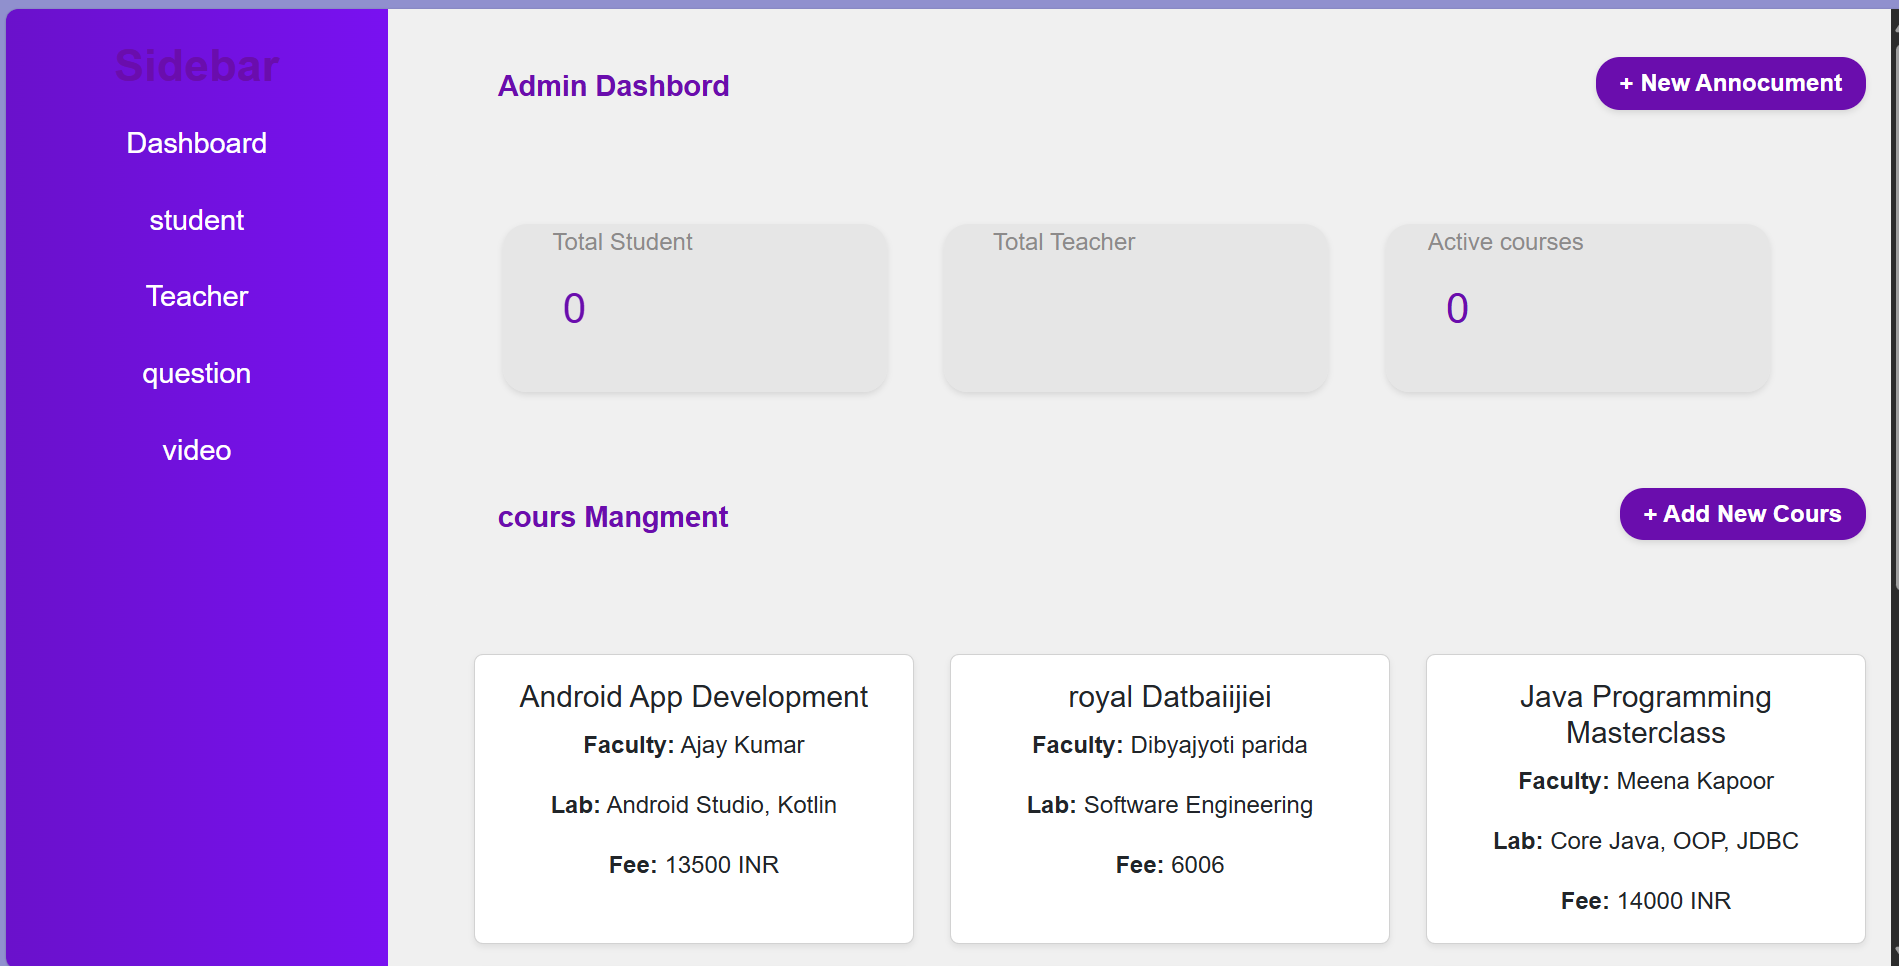 Sidebar
Dashboard
student
Teacher
question
video
Admin Dashbord
+ New Annocument
Total Student
0
Total Teacher
Active courses
0
cours Mangment
+ Add New Cours
Android App Development
Faculty: Ajay Kumar
Lab: Android Studio, Kotlin
Fee: 13500 INR
royal Datbaiijiei
Faculty: Dibyajyoti parida
Lab: Software Engineering
Fee: 6006
Java Programming
Masterclass
Faculty: Meena Kapoor
Lab: Core Java, OOP, JDBC
Fee: 14000 INR